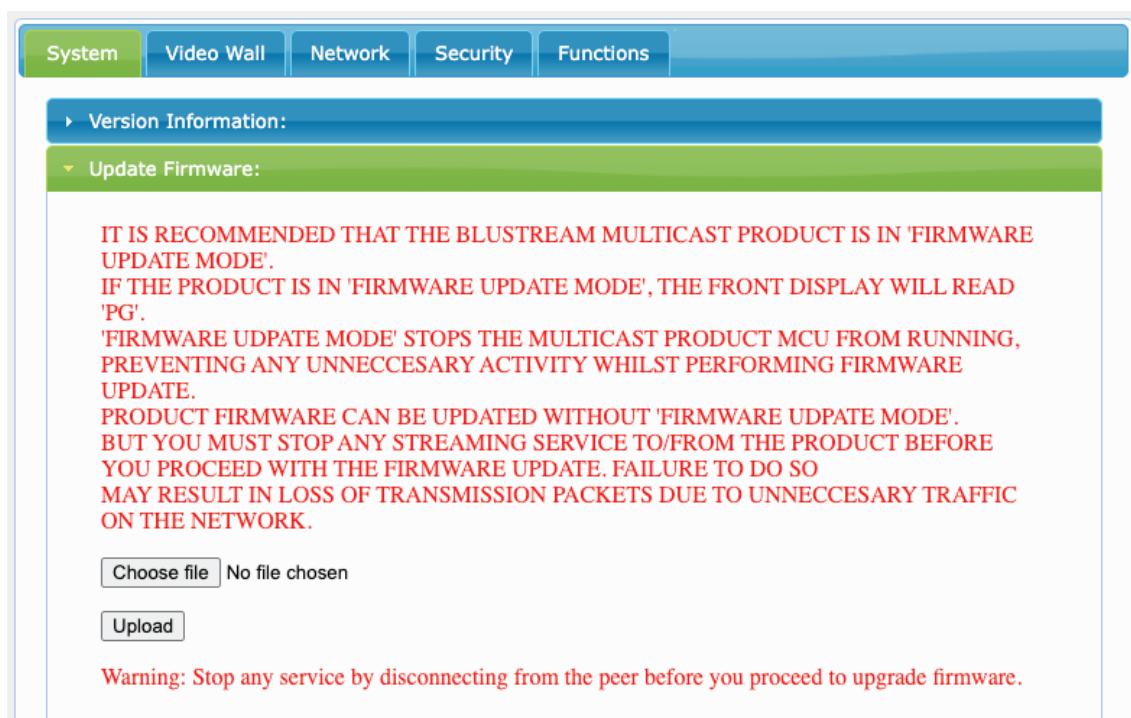 System Video Wall Network Security Functions
Version Information:
Update Firmware:
IT IS RECOMMENDED THAT THE BLUSTREAM MULTICAST PRODUCT IS IN 'FIRMWARE
UPDATE MODE'.
IF THE PRODUCT IS IN 'FIRMWARE UPDATE MODE', THE FRONT DISPLAY WILL READ
'PG'.
'FIRMWARE UDPATE MODE' STOPS THE MULTICAST PRODUCT MCU FROM RUNNING,
PREVENTING ANY UNNECCESARY ACTIVITY WHILST PERFORMING FIRMWARE
UPDATE.
PRODUCT FIRMWARE CAN BE UPDATED WITHOUT 'FIRMWARE UDPATE MODE'.
BUT YOU MUST STOP ANY STREAMING SERVICE TO/FROM THE PRODUCT BEFORE
YOU PROCEED WITH THE FIRMWARE UPDATE. FAILURE TO DO SO
MAY RESULT IN LOSS OF TRANSMISSION PACKETS DUE TO UNNECCESARY TRAFFIC
ON THE NETWORK.
Choose file No file chosen
Upload
Warning: Stop any service by disconnecting from the peer before you proceed to upgrade firmware.